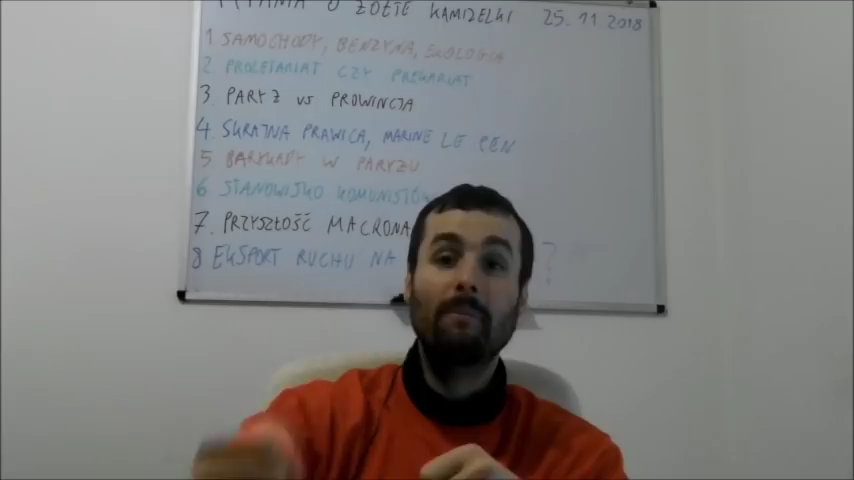 PYTANIA O ŻÓŁTE KAMIZELKI 25.11.2018
1 SAMOCHODY, BENZYNA, EKOLOGIA
2 PROLETARIAT CZY PREKARIAT
3 PARYŻ VS PROWINCJA
4. SKRAJNA PRAWICA, MARINE LE PEN
5 BARYKADY W PARYŻU
6 STANOWISKO KOMUNISTÓW
7. PRZYSZŁOŚĆ MACRONA
8 EKSPORT RUCHU NA ?